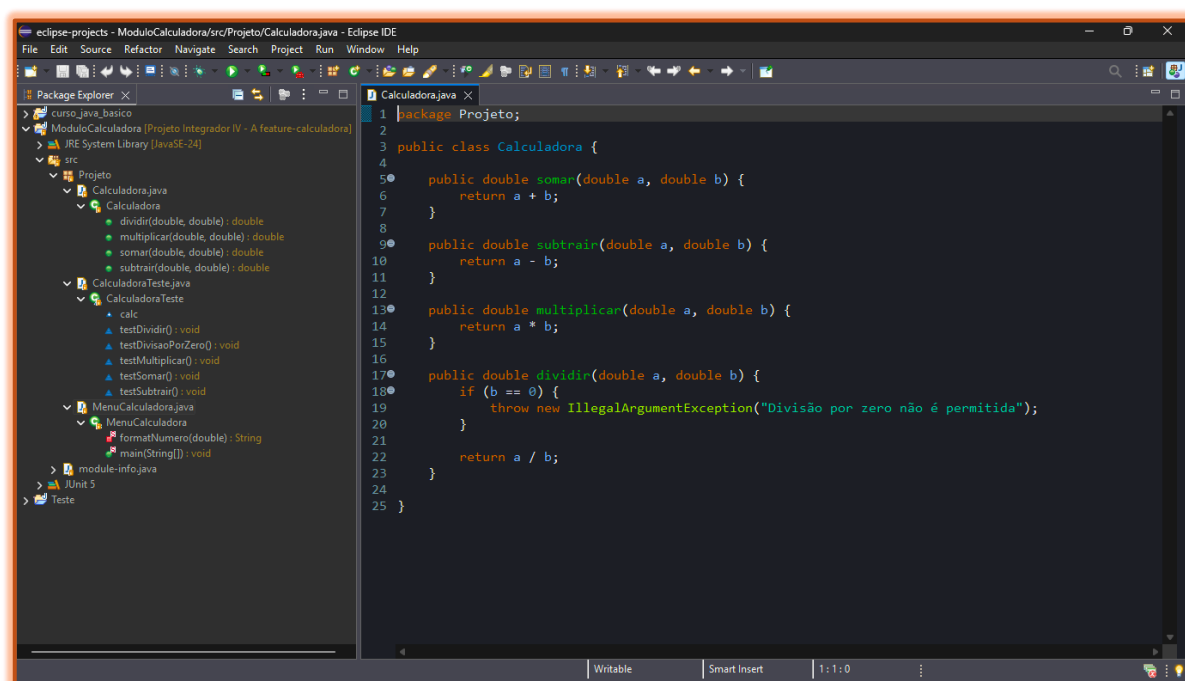 eclipse-projects - ModuloCalculadora/src/Projeto/Calculadora.java - Eclipse IDE
File Edit Source Refactor Navigate Search Project Run Window Help
Package Explorer
curso_java_basico
ModuloCalculadora [Projeto Integrador IV - A feature-calculadora]
JRE System Library [JavaSE-24]
src
Projeto
Calculadora.java
Calculadora
dividir(double, double) : double
multiplicar(double, double) : double
somar(double, double) : double
subtrair(double, double) : double
CalculadoraTeste.java
CalculadoraTeste
calc
testDividir() : void
testDivisaoPorZero() : void
testMultiplicar() : void
testSomar() : void
testSubtrair() : void
MenuCalculadora.java
MenuCalculadora
formatNumero(double) : String
main(String[]) : void
module-info.java
JUnit 5
Teste
Calculadora.java
1 package Projeto;
2
3 public class Calculadora {
4
5 public double somar(double a, double b) {
6 return a + b;
7 }
8
9 public double subtrair(double a, double b) {
10 return a - b;
11 }
12
13 public double multiplicar(double a, double b) {
14 return a * b;
15 }
16
17 public double dividir(double a, double b) {
18 if (b == 0) {
19 throw new IllegalArgumentException("Divisão por zero não é permitida");
20 }
21
22 return a / b;
23 }
24
25 }
Writable Smart Insert 1 : 1 : 0